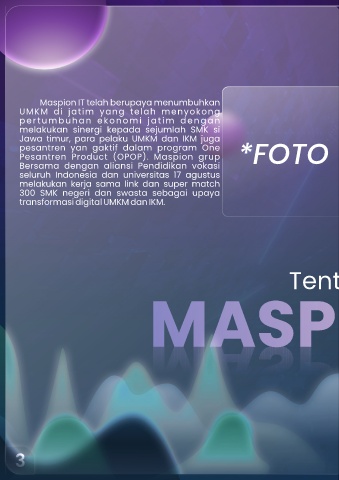 Maspion IT telah berupaya menumbuhkan
UMKM di jatim yang telah menyokong
pertumbuhan ekonomi jatim dengan
melakukan sinergi kepada sejumlah SMK si
Jawa timur, para pelaku UMKM dan IKM juga
pesantren yan gaktif dalam program One
Pesantren Product (OPOP). Maspion grup
Bersama dengan aliansi Pendidikan vokasi
seluruh Indonesia dan universitas 17 agustus
melakukan kerja sama link dan super match
300 SMK negeri dan swasta sebagai upaya
transformasi digital UMKM dan IKM.
*FOTO
Tent
MASP
3